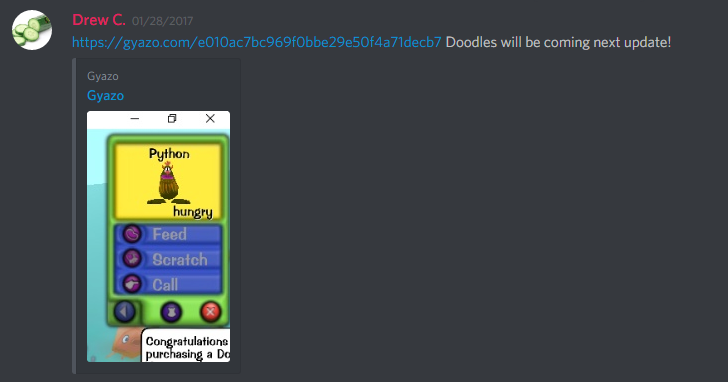 Drew C. 01/28/2017
https://gyazo.com/e010ac7bc969f0bbe29e50f4a71decb7 Doodles will be coming next update!
Gyazo
Gyazo
Python
hungry
Feed
Scratch
Call
Congratulations
purchasing a Do